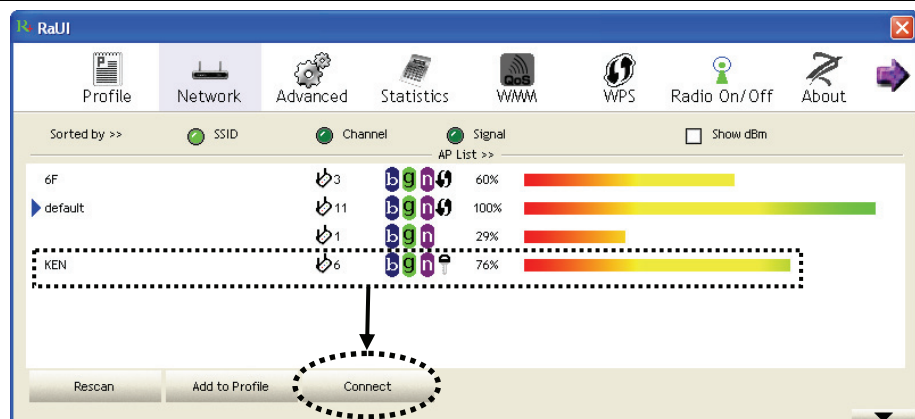 RaUI
Profile Network Advanced Statistics QoS WMM WPS Radio On/Off About
Sorted by >> SSID Channel Signal Show dBm
AP List >>
6F 3 b g n 60%
default 11 b g n 100%
1 b g n 29%
KEN 6 b g n 76%
Rescan Add to Profile Connect